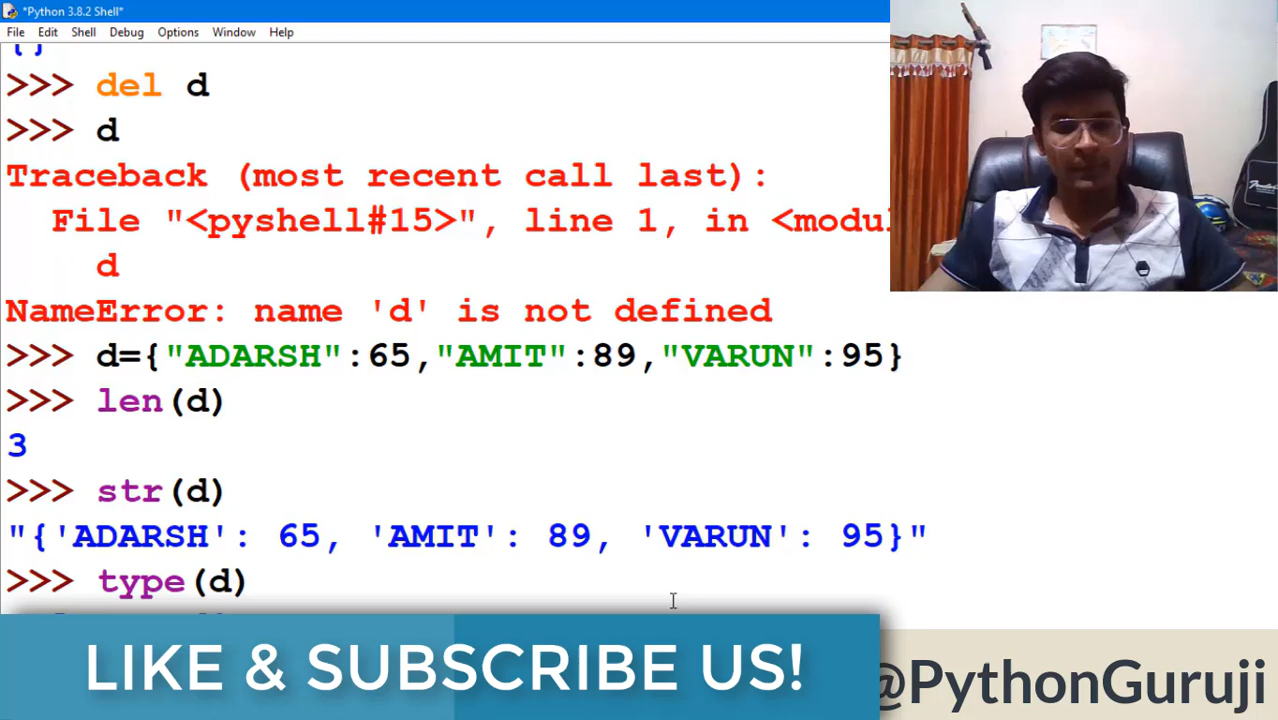 *Python 3.8.2 Shell*
File Edit Shell Debug Options Window Help
{}
>>> del d
>>> d
Traceback (most recent call last):
File "<pyshell#15>", line 1, in <modul
d
NameError: name 'd' is not defined
>>> d={"ADARSH":65,"AMIT":89,"VARUN":95}
>>> len(d)
3
>>> str(d)
"{'ADARSH': 65, 'AMIT': 89, 'VARUN': 95}"
>>> type(d)
LIKE & SUBSCRIBE US!
@PythonGuruji